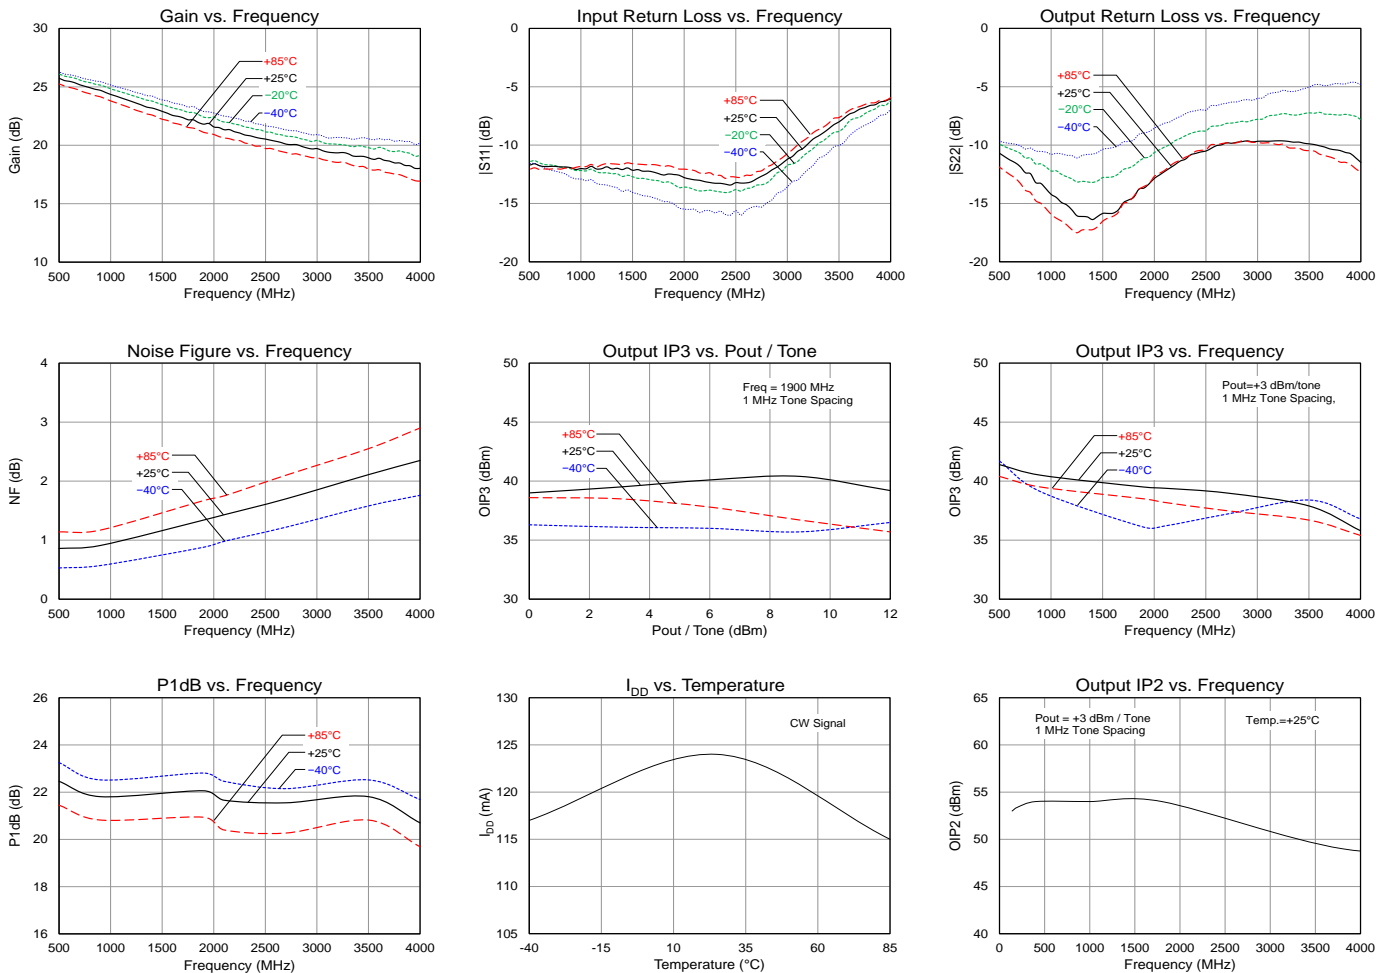 Gain vs. Frequency
30
25
20
15
10
Gain (dB)
+85°C
+25°C
−20°C
−40°C
500 1000 1500 2000 2500 3000 3500 4000
Frequency (MHz)
Input Return Loss vs. Frequency
0
-5
-10
-15
-20
|S11| (dB)
+85°C
+25°C
−20°C
−40°C
500 1000 1500 2000 2500 3000 3500 4000
Frequency (MHz)
Output Return Loss vs. Frequency
0
-5
-10
-15
-20
|S22| (dB)
+85°C
+25°C
−20°C
−40°C
500 1000 1500 2000 2500 3000 3500 4000
Frequency (MHz)
Noise Figure vs. Frequency
4
3
2
1
0
NF (dB)
+85°C
+25°C
−40°C
500 1000 1500 2000 2500 3000 3500 4000
Frequency (MHz)
Output IP3 vs. Pout / Tone
50
45
40
35
30
OIP3 (dBm)
Freq = 1900 MHz
1 MHz Tone Spacing
+85°C
+25°C
−40°C
0 2 4 6 8 10 12
Pout / Tone (dBm)
Output IP3 vs. Frequency
50
45
40
35
30
OIP3 (dBm)
Pout=+3 dBm/tone
1 MHz Tone Spacing,
+85°C
+25°C
−40°C
500 1000 1500 2000 2500 3000 3500 4000
Frequency (MHz)
P1dB vs. Frequency
26
24
22
20
18
16
P1dB (dB)
+85°C
+25°C
−40°C
500 1000 1500 2000 2500 3000 3500 4000
Frequency (MHz)
IDD vs. Temperature
130
125
120
115
110
105
IDD (mA)
CW Signal
-40 -15 10 35 60 85
Temperature (°C)
Output IP2 vs. Frequency
65
60
55
50
45
40
OIP2 (dBm)
Pout = +3 dBm / Tone
1 MHz Tone Spacing
Temp.=+25°C
0 500 1000 1500 2000 2500 3000 3500 4000
Frequency (MHz)